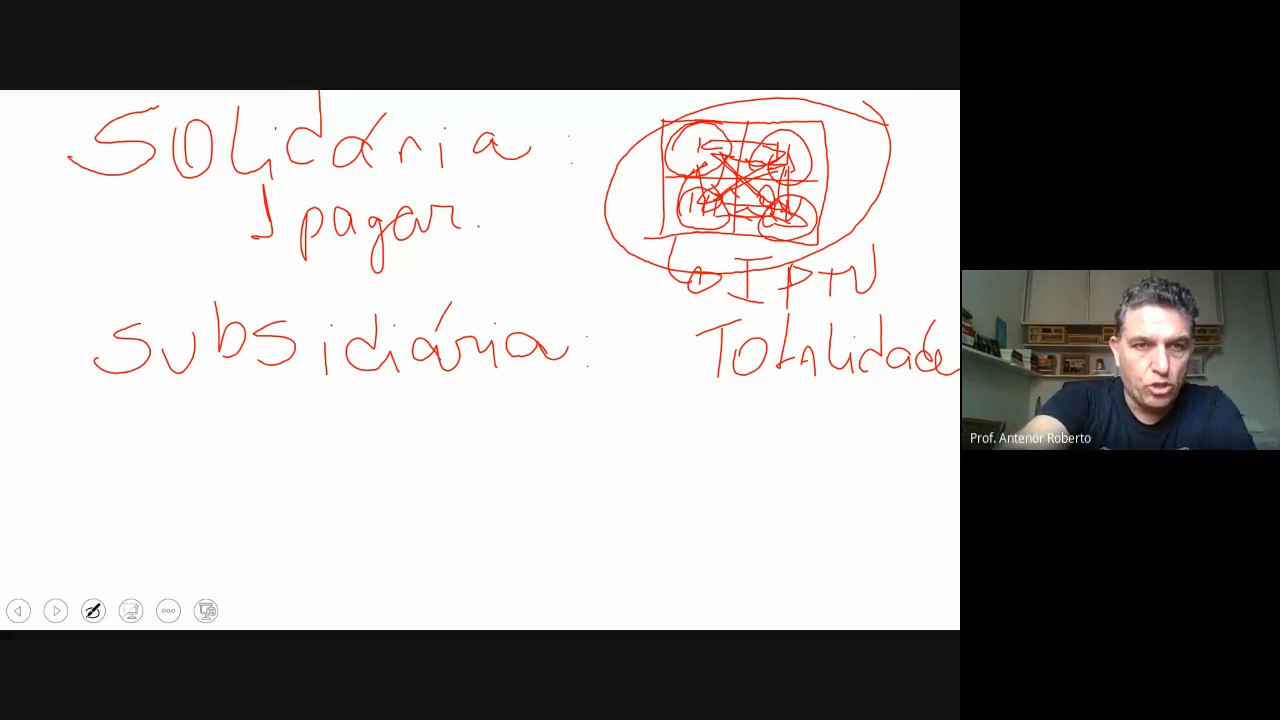 Solidária:
pagar.
IPTU
subsidiária:
Totalidade
Prof. Antenor Roberto